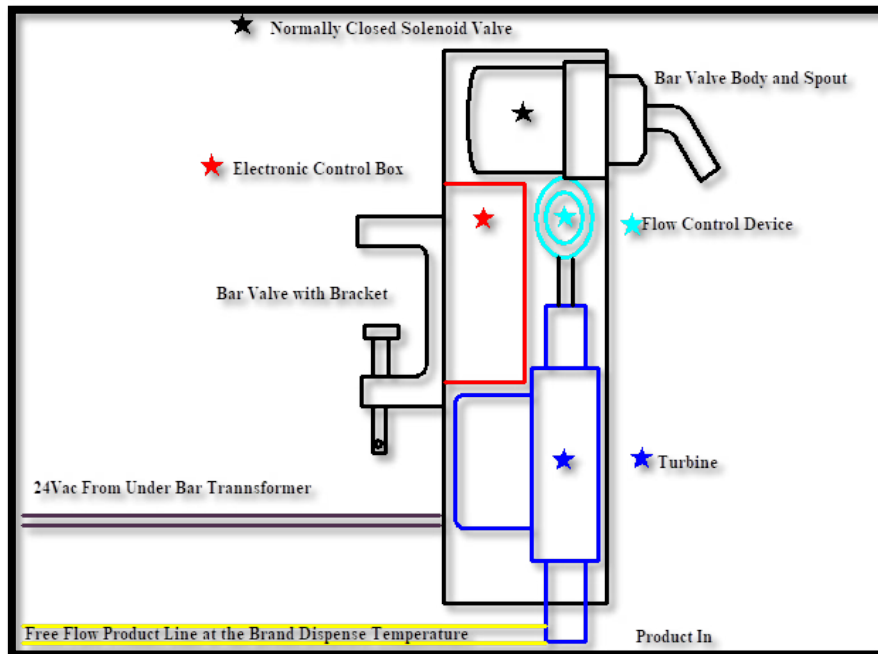 Normally Closed Solenoid Valve
Bar Valve Body and Spout
Electronic Control Box
Flow Control Device
Bar Valve with Bracket
Turbine
24Vac From Under Bar Trannsformer
Free Flow Product Line at the Brand Dispense Temperature
Product In